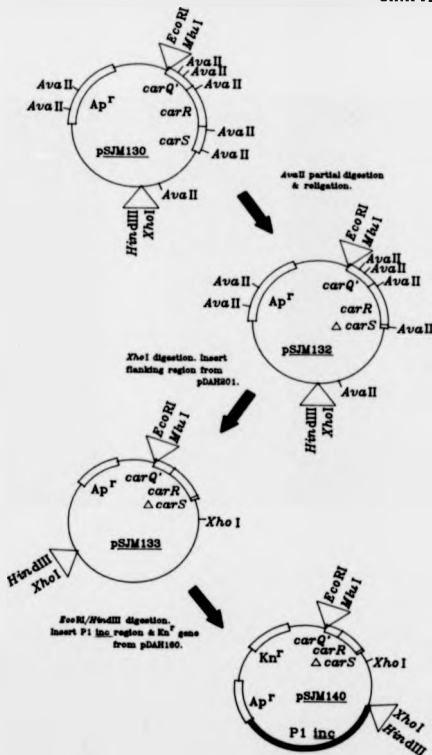 EcoRI
MluI
AvaII
AvaII
AvaII
AvaII
AvaII
carQ'
Apr
carR
AvaII
carS
AvaII
pSJM130
AvaII
HindIII
XhoI
AvaII partial digestion
& religation.
EcoRI
MluI
AvaII
AvaII
AvaII
AvaII
AvaII
carQ'
Apr
carR
Δ carS
AvaII
pSJM132
AvaII
HindIII
XhoI
XhoI digestion. Insert
flanking region from
pDAH201.
EcoRI
MluI
carQ'
Apr
carR
Δ carS
XhoI
pSJM133
HindIII
XhoI
EcoRI/HindIII digestion.
Insert P1 inc region & Knr gene
from pDAH160.
EcoRI
MluI
carQ'
Knr
carR
Δ carS
XhoI
Apr
pSJM140
XhoI
HindIII
P1 inc